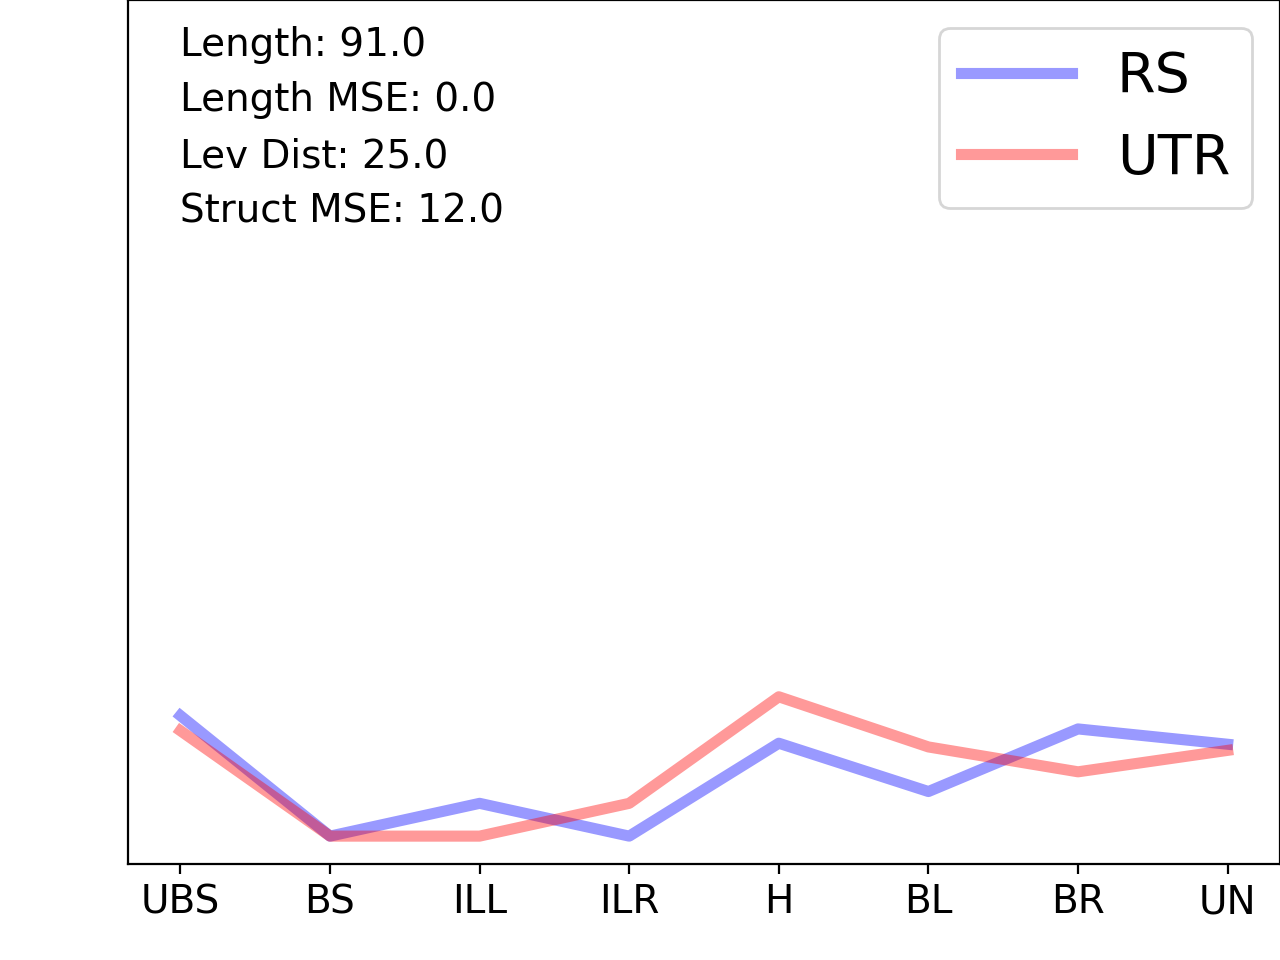 Length: 91.0
Length MSE: 0.0
Lev Dist: 25.0
Struct MSE: 12.0
RS
UTR
UBS BS ILL ILR H BL BR UN